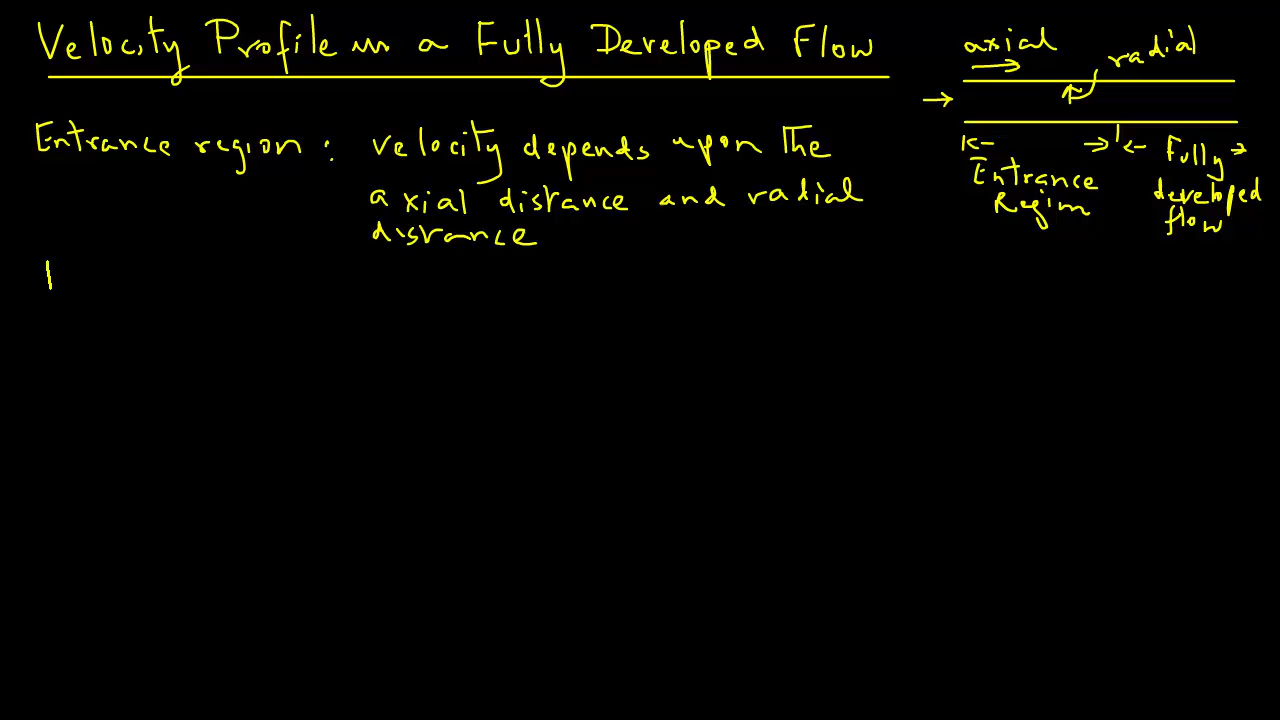 Velocity Profile in a Fully Developed Flow
axial
radial
Entrance region : velocity depends upon the
axial distance and radial
distance
Entrance
Region
Fully
developed
flow